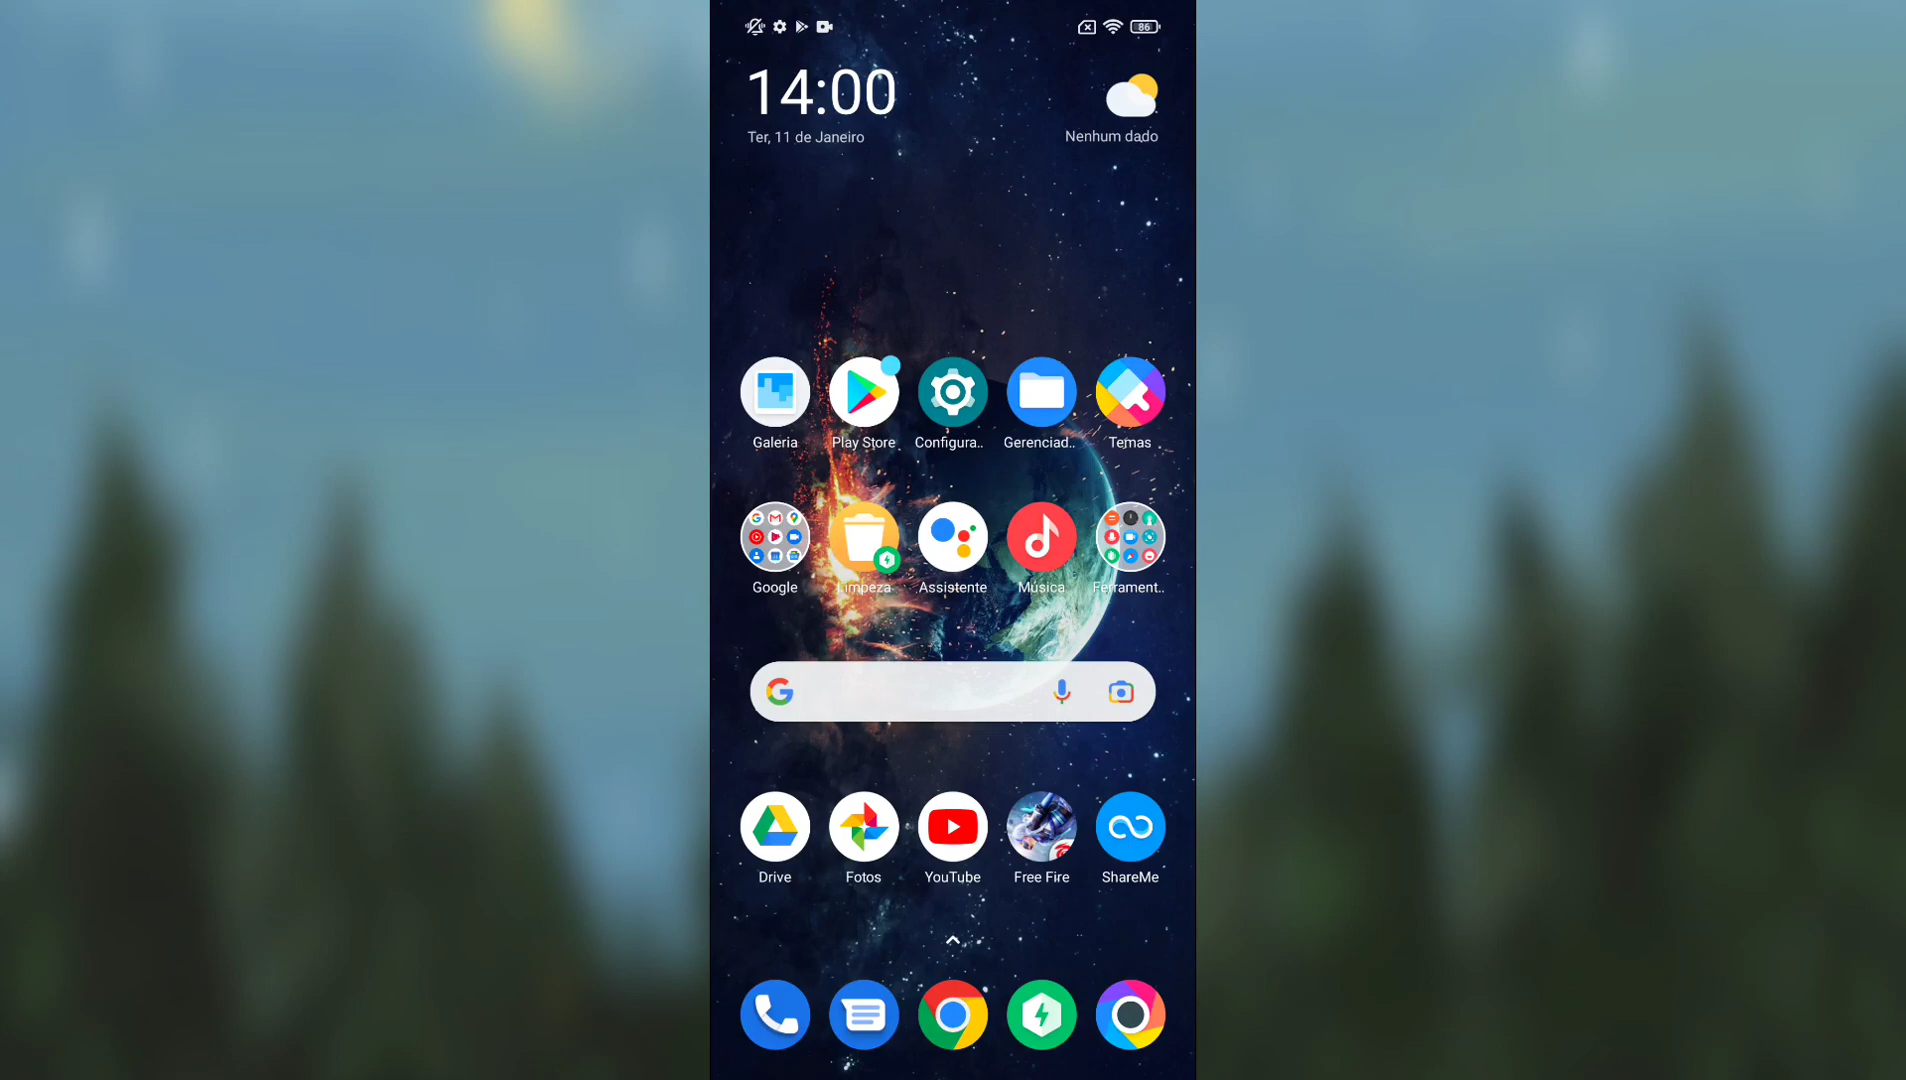 86
14:00
Ter, 11 de Janeiro
Nenhum dado
Galeria
Play Store
Configura..
Gerenciad..
Temas
Google
Limpeza
Assistente
Música
Ferrament..
Drive
Fotos
YouTube
Free Fire
ShareMe